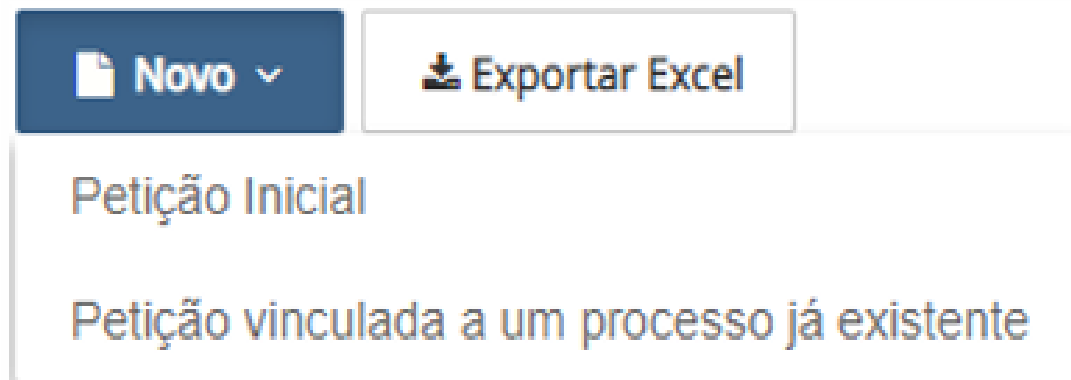 Novo
Exportar Excel
Petição Inicial
Petição vinculada a um processo já existente